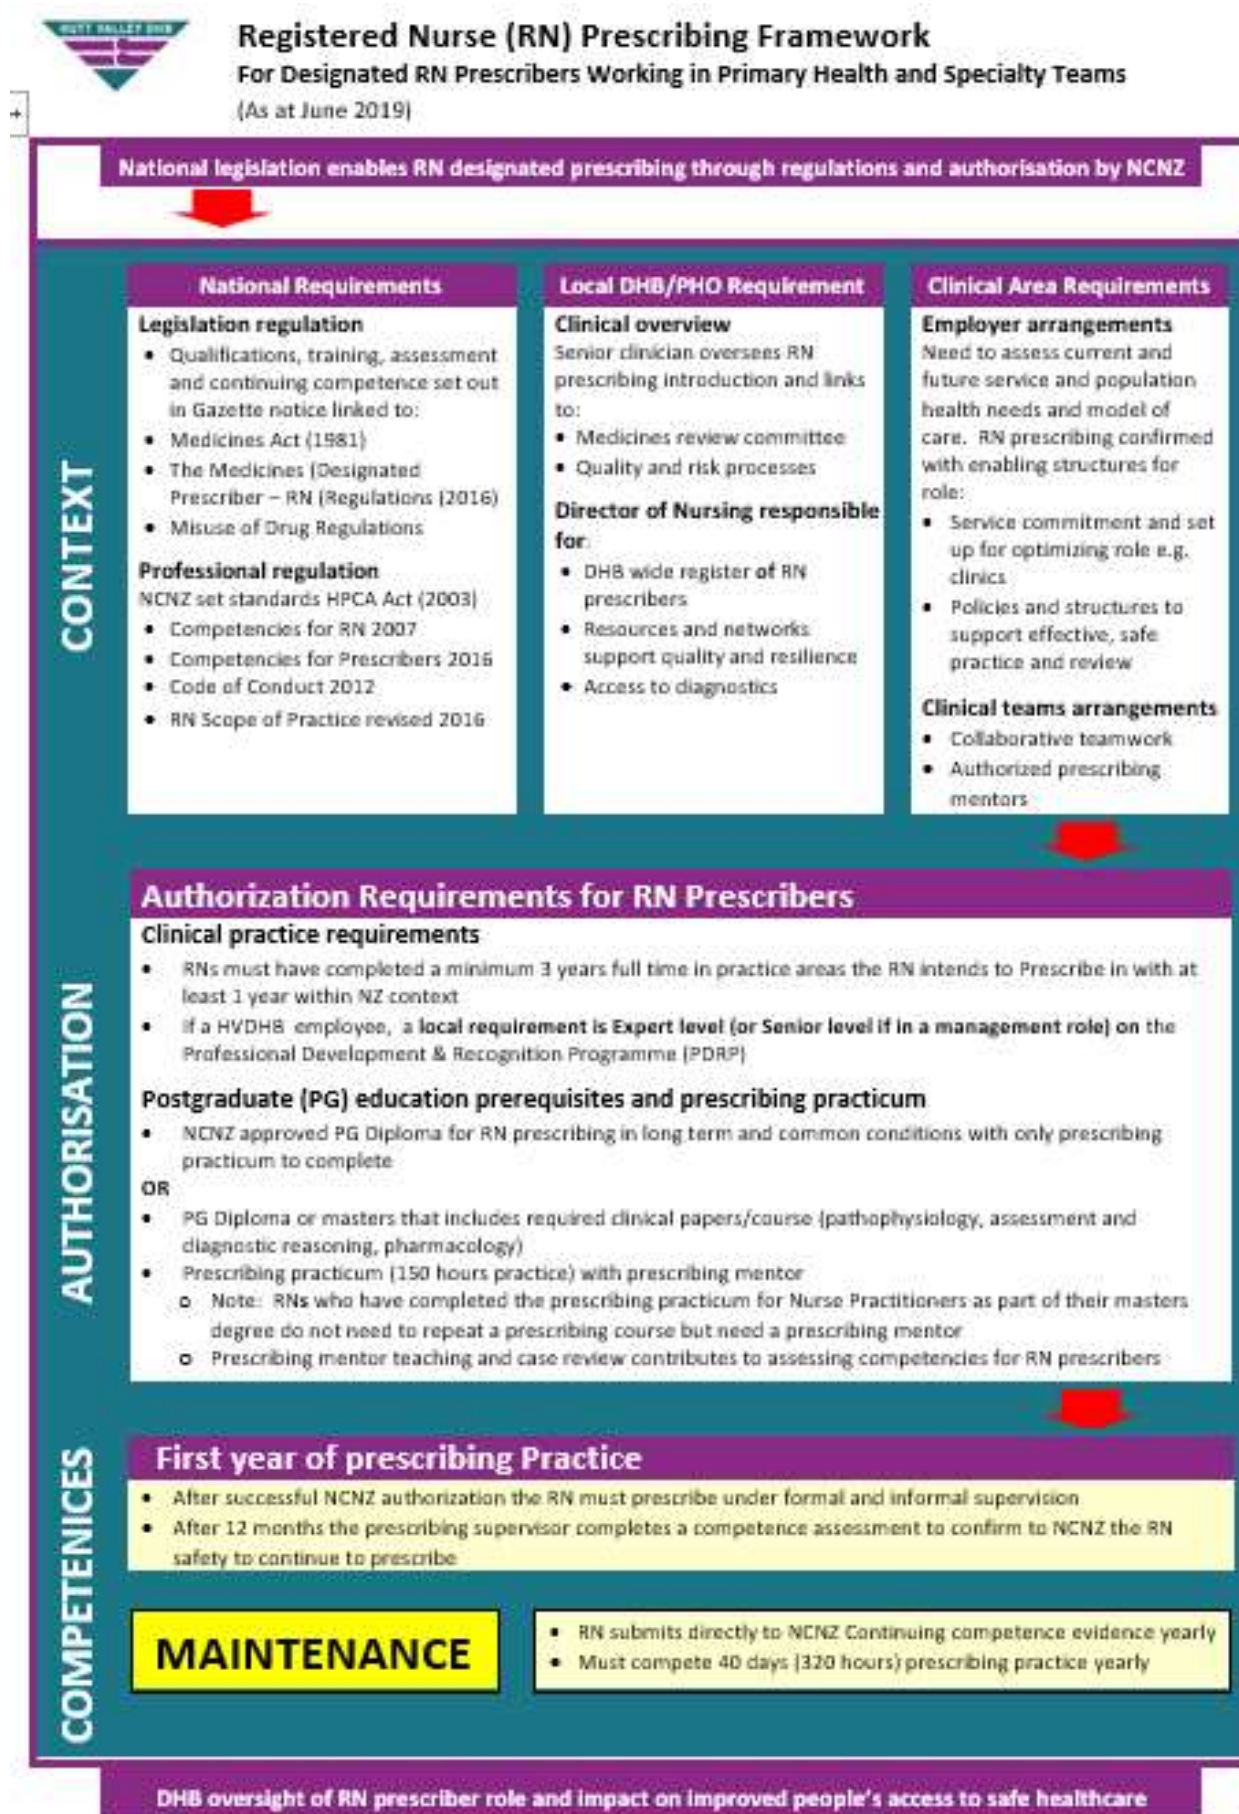 HUTT VALLEY DHB
Registered Nurse (RN) Prescribing Framework
For Designated RN Prescribers Working in Primary Health and Specialty Teams
(As at June 2019)
National legislation enables RN designated prescribing through regulations and authorisation by NCNZ
CONTEXT
National Requirements
Legislation regulation
• Qualifications, training, assessment
and continuing competence set out
in Gazette notice linked to:
• Medicines Act (1981)
• The Medicines (Designated
Prescriber – RN (Regulations (2016)
• Misuse of Drug Regulations
Professional regulation
NCNZ set standards HPCA Act (2003)
• Competencies for RN 2007
• Competencies for Prescribers 2016
• Code of Conduct 2012
• RN Scope of Practice revised 2016
Local DHB/PHO Requirement
Clinical overview
Senior clinician oversees RN
prescribing introduction and links
to:
• Medicines review committee
• Quality and risk processes
Director of Nursing responsible
for:
• DHB wide register of RN
prescribers
• Resources and networks
support quality and resilience
• Access to diagnostics
Clinical Area Requirements
Employer arrangements
Need to assess current and
future service and population
health needs and model of
care. RN prescribing confirmed
with enabling structures for
role:
• Service commitment and set
up for optimizing role e.g.
clinics
• Policies and structures to
support effective, safe
practice and review
Clinical teams arrangements
• Collaborative teamwork
• Authorized prescribing
mentors
AUTHORISATION
Authorization Requirements for RN Prescribers
Clinical practice requirements
• RNs must have completed a minimum 3 years full time in practice areas the RN intends to Prescribe in with at
least 1 year within NZ context
• If a HVDHB employee, a local requirement is Expert level (or Senior level if in a management role) on the
Professional Development & Recognition Programme (PDRP)
Postgraduate (PG) education prerequisites and prescribing practicum
• NCNZ approved PG Diploma for RN prescribing in long term and common conditions with only prescribing
practicum to complete
OR
• PG Diploma or masters that includes required clinical papers/course (pathophysiology, assessment and
diagnostic reasoning, pharmacology)
• Prescribing practicum (150 hours practice) with prescribing mentor
o Note: RNs who have completed the prescribing practicum for Nurse Practitioners as part of their masters
degree do not need to repeat a prescribing course but need a prescribing mentor
o Prescribing mentor teaching and case review contributes to assessing competencies for RN prescribers
COMPETENICES
First year of prescribing Practice
• After successful NCNZ authorization the RN must prescribe under formal and informal supervision
• After 12 months the prescribing supervisor completes a competence assessment to confirm to NCNZ the RN
safety to continue to prescribe
MAINTENANCE
• RN submits directly to NCNZ Continuing competence evidence yearly
• Must compete 40 days (320 hours) prescribing practice yearly
DHB oversight of RN prescriber role and impact on improved people's access to safe healthcare